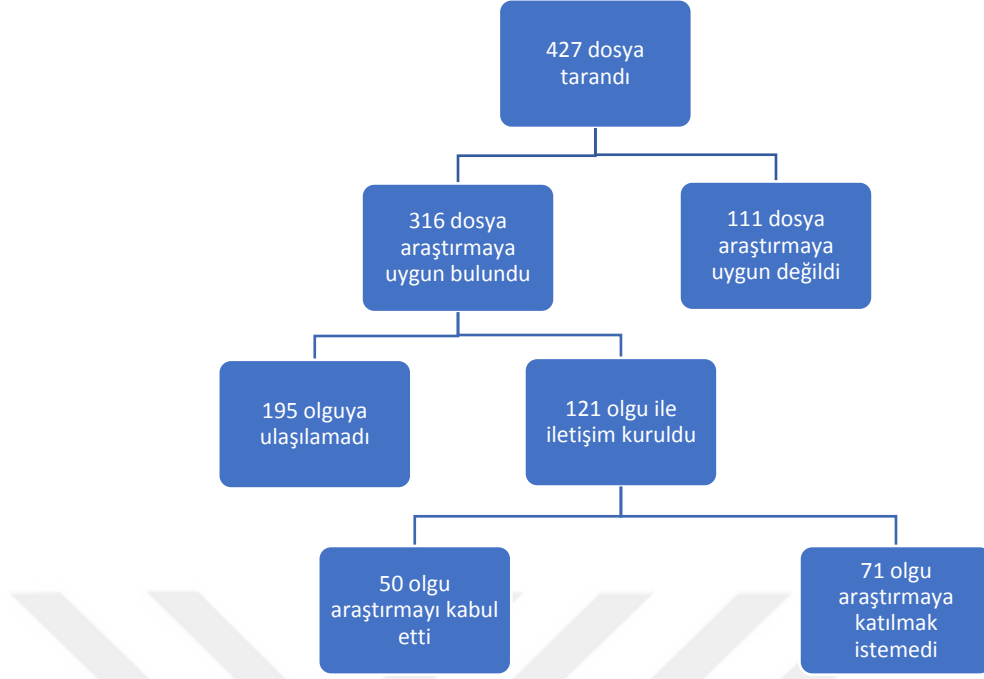 427 dosya
tarandı
316 dosya
araştırmaya
uygun bulundu
111 dosya
araştırmaya
uygun değildi
195 olguya
ulaşılamadı
121 olgu ile
iletişim kuruldu
50 olgu
araştırmayı kabul
etti
71 olgu
araştırmaya
katılmak
istemedi